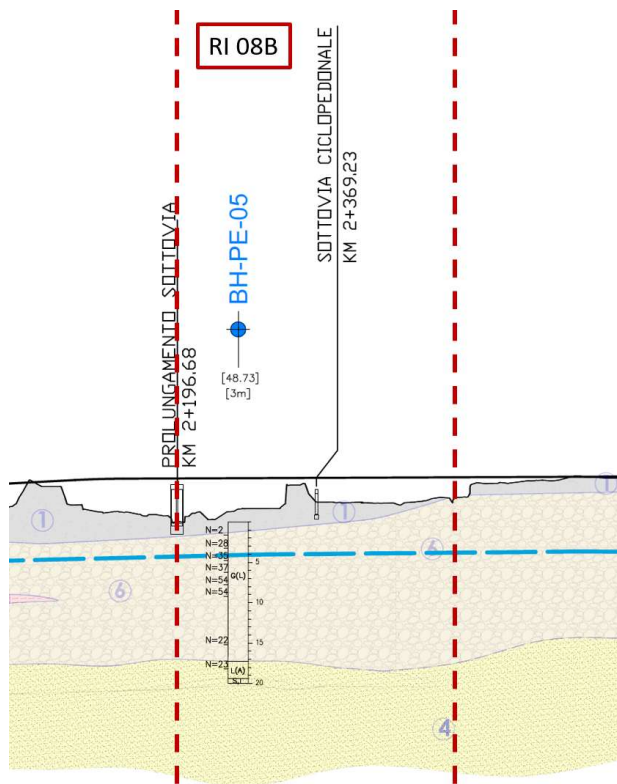 RI 08B
PROLUNGAMENTO SOTTOVIA
KM 2+196.68
BH-PE-05
[48.73]
[3m]
SOTTOVIA CICLOPEDONALE
KM 2+369.23
1
1
1
6
6
4
N=2
N=28
N=39
N=37
N=54
N=54
N=22
N=23
G(L)
L(A)
5
10
15
20